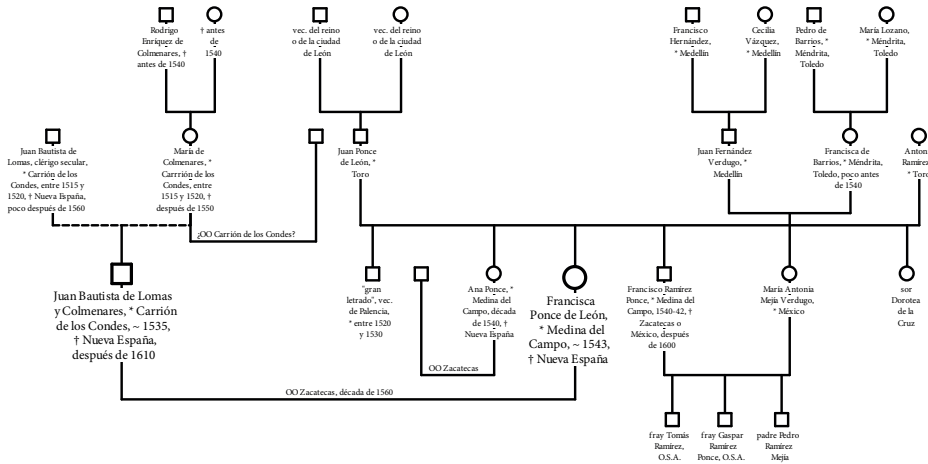 Rodrigo
Enríquez de
Colmenares, †
antes de 1540
† antes
de
1540
vec. del reino
o de la ciudad
de León
vec. del reino
o de la ciudad
de León
Francisco
Hernández,
* Medellín
Cecilia
Vázquez,
* Medellín
Pedro de
Barrios, *
Méndrita,
Toledo
María Lozano,
* Méndrita,
Toledo
Juan Bautista de
Lomas, clérigo secular,
* Carrión de los
Condes, entre 1515 y
1520, † Nueva España,
poco después de 1560
María de
Colmenares, *
Carrrión de los
Condes, entre
1515 y 1520, †
después de 1550
Juan Ponce
de León, *
Toro
Juan Fernández
Verdugo, *
Medellín
Francisca de
Barrios, * Méndrita,
Toledo, poco antes
de 1540
Anton
Ramírez
* Toro
¿OO Carrión de los Condes?
Juan Bautista de Lomas
y Colmenares, * Carrión
de los Condes, ~ 1535,
† Nueva España,
después de 1610
"gran
letrado", vec.
de Palencia,
* entre 1520
y 1530
Ana Ponce, *
Medina del
Campo, década
de 1540, †
Nueva España
Francisca
Ponce de León,
* Medina del
Campo, ~ 1543,
† Nueva España
Francisco Ramírez
Ponce, * Medina del
Campo, 1540-42, †
Zacatecas o
México, después
de 1600
María Antonia
Mejía Verdugo,
* México
sor
Dorotea
de la
Cruz
OO Zacatecas
OO Zacatecas, década de 1560
fray Tomás
Ramírez,
O.S.A.
fray Gaspar
Ramírez
Ponce, O.S.A.
padre Pedro
Ramírez
Mejía